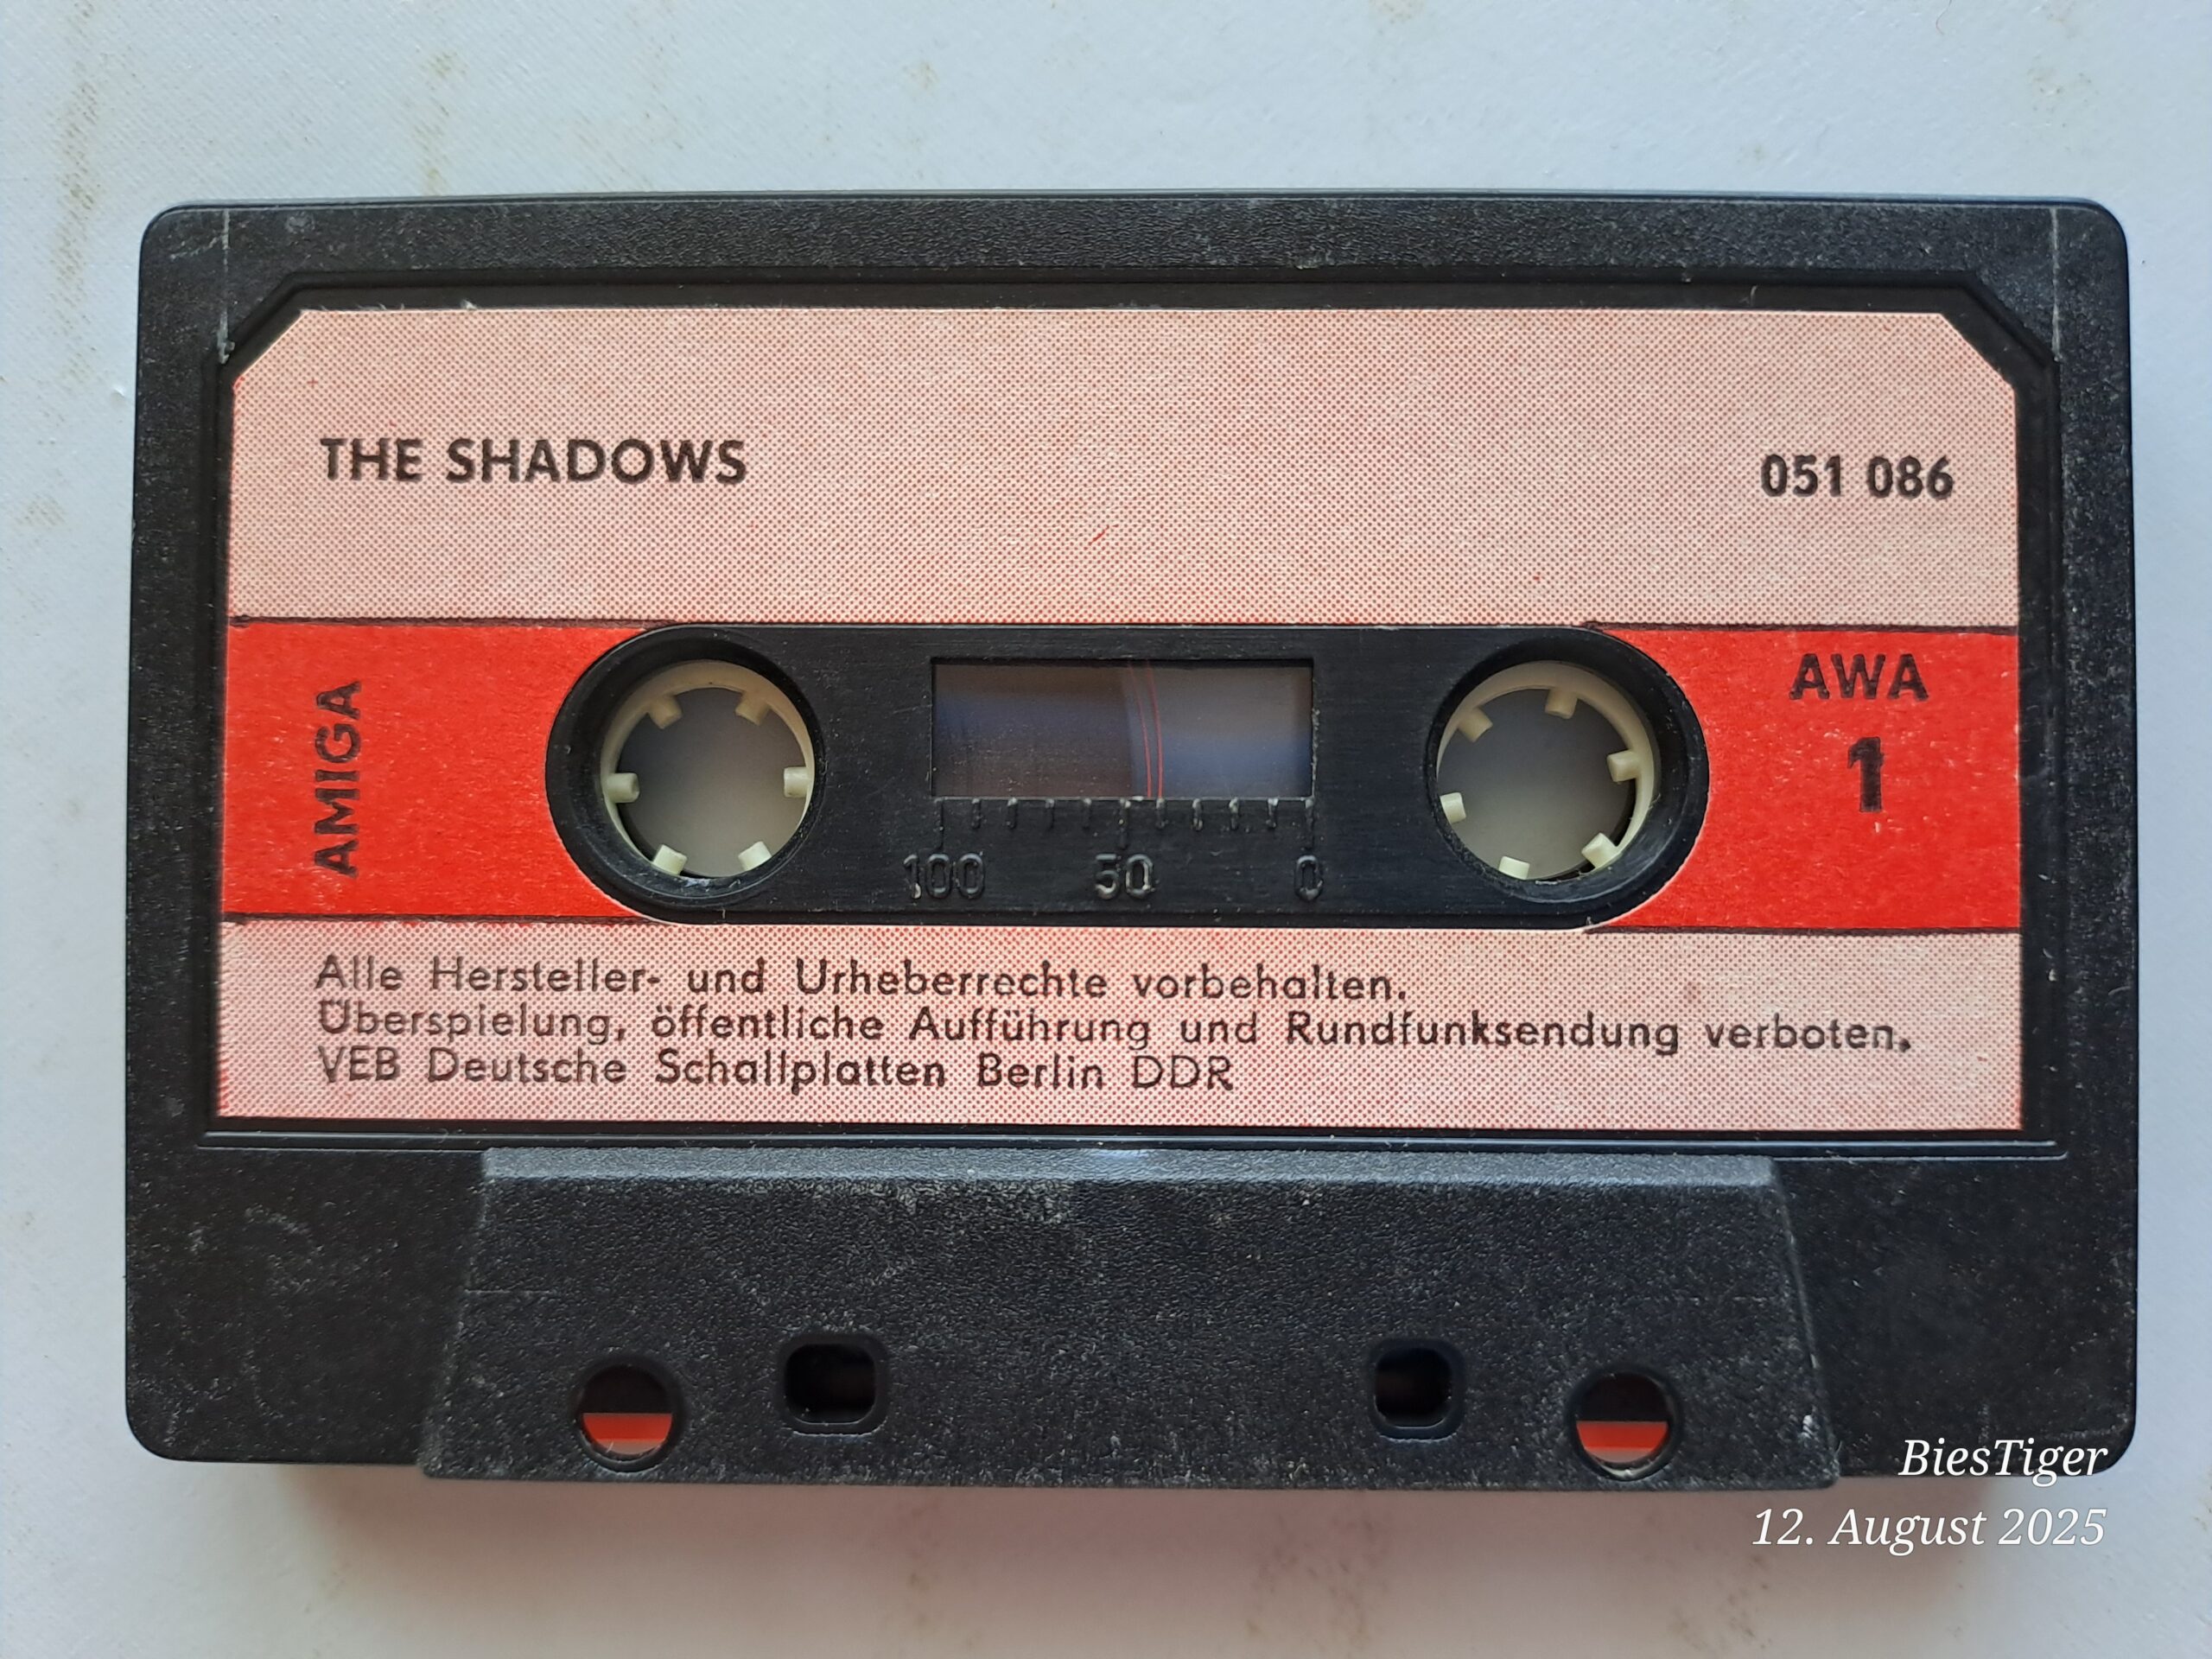 THE SHADOWS
051 086
AMIGA
AWA
1
100 50 0
Alle Hersteller- und Urheberrechte vorbehalten.
Überspielung, öffentliche Aufführung und Rundfunksendung verboten.
VEB Deutsche Schallplatten Berlin DDR
BiesTiger
12. August 2025